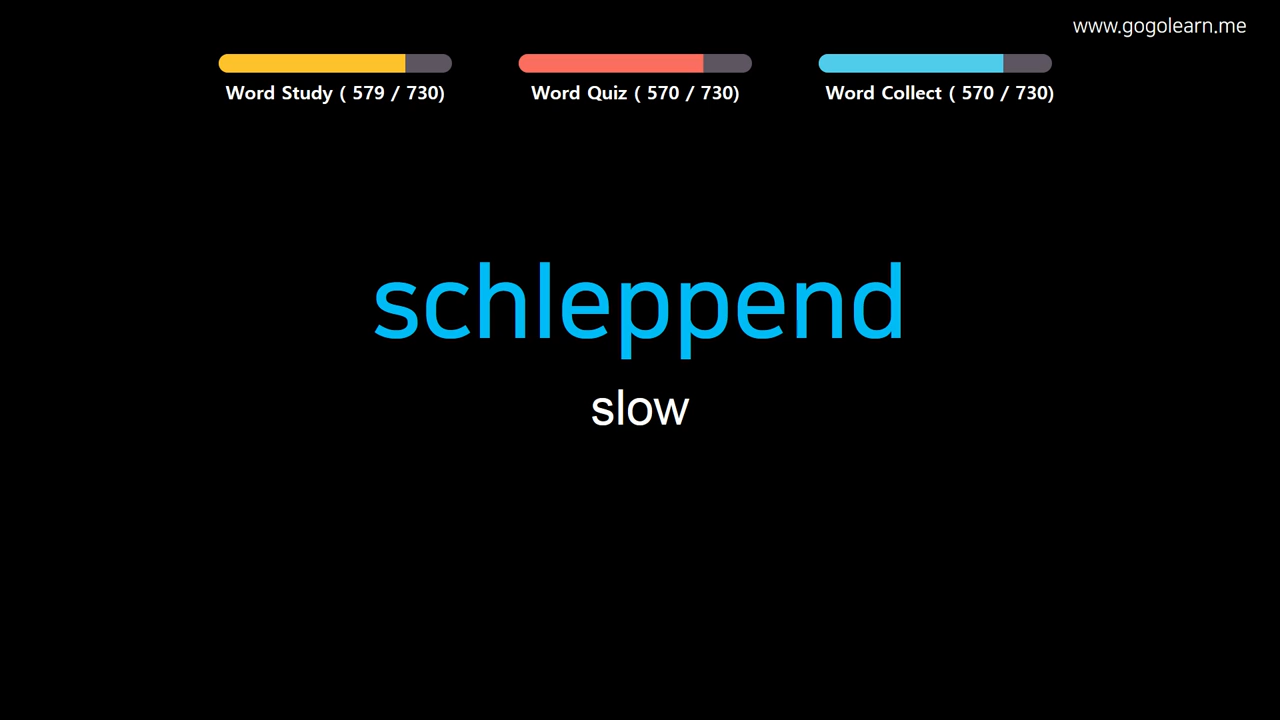 www.gogolearn.me
Word Study ( 579 / 730)
Word Quiz ( 570 / 730)
Word Collect ( 570 / 730)
schleppend
slow